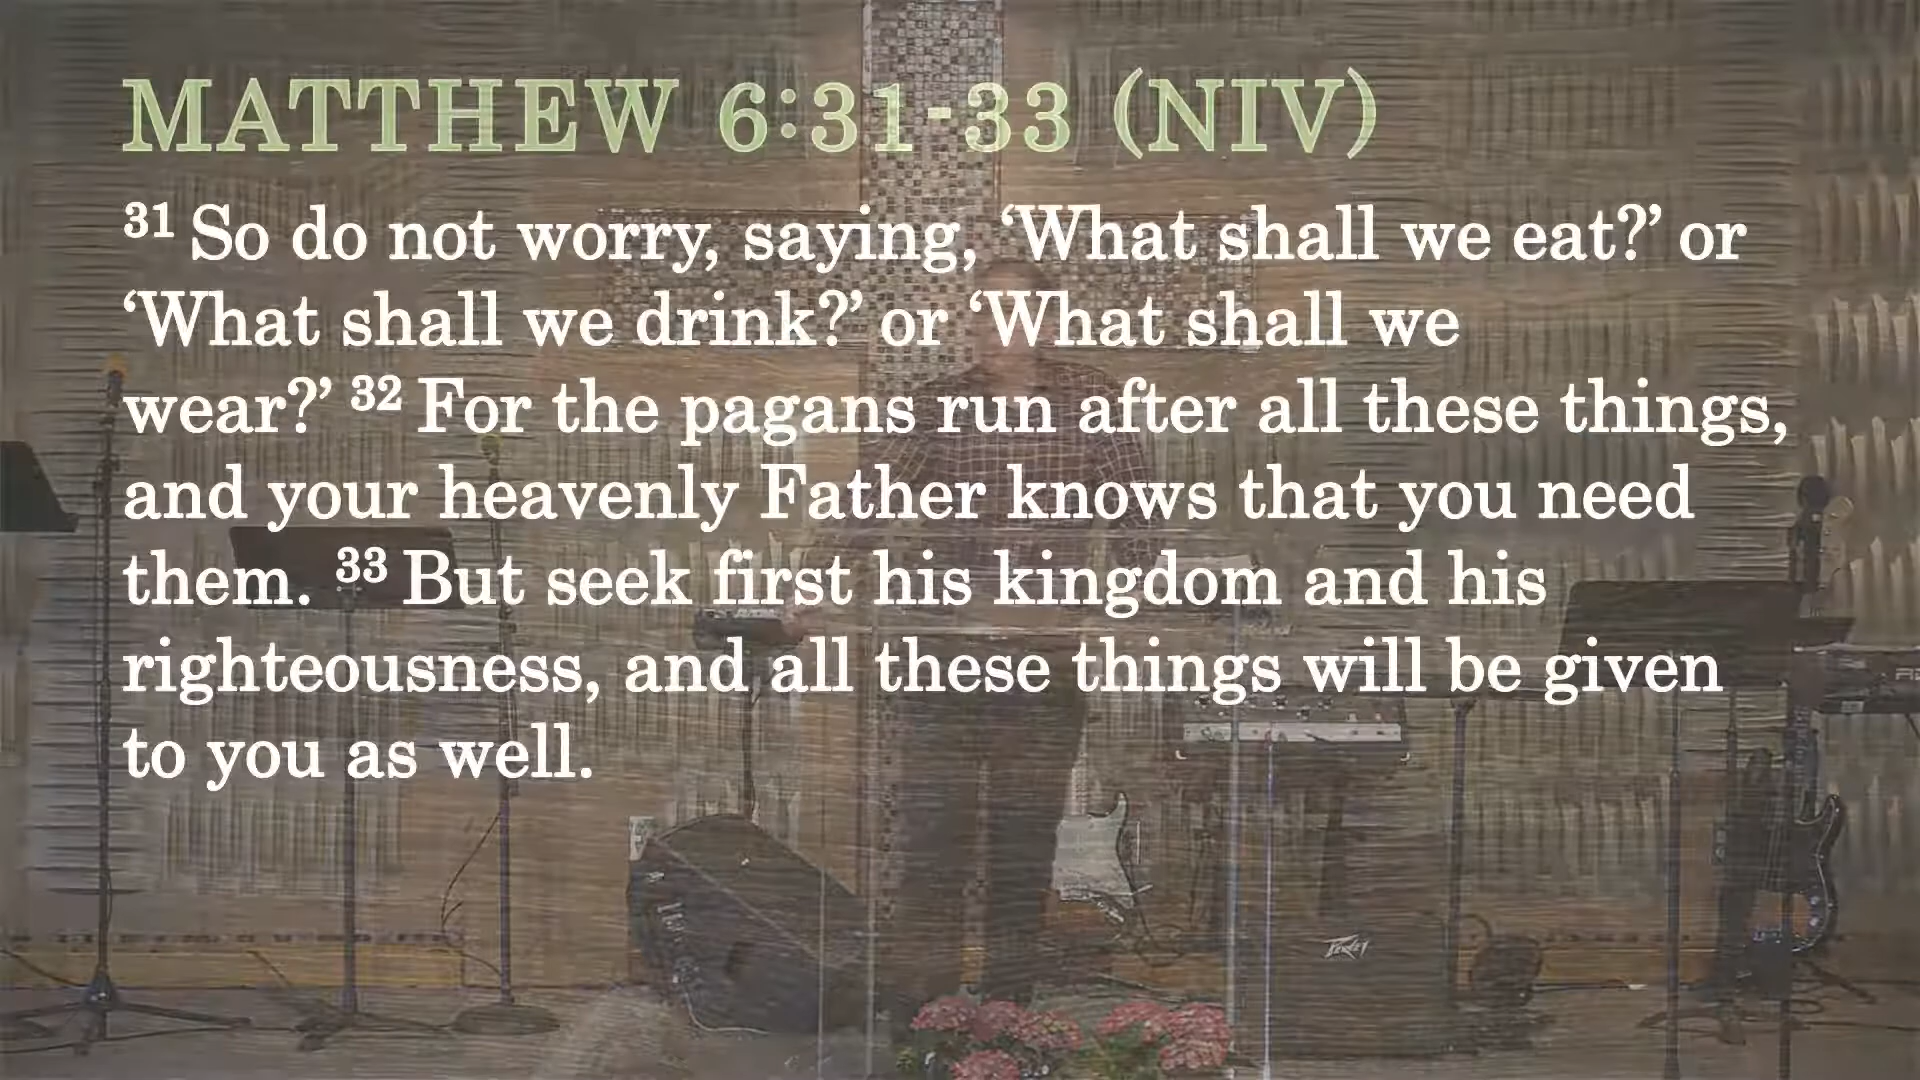 MATTHEW 6:31-33 (NIV)
31 So do not worry, saying, ‘What shall we eat?’ or
‘What shall we drink?’ or ‘What shall we
wear?’ 32 For the pagans run after all these things,
and your heavenly Father knows that you need
them. 33 But seek first his kingdom and his
righteousness, and all these things will be given
to you as well.